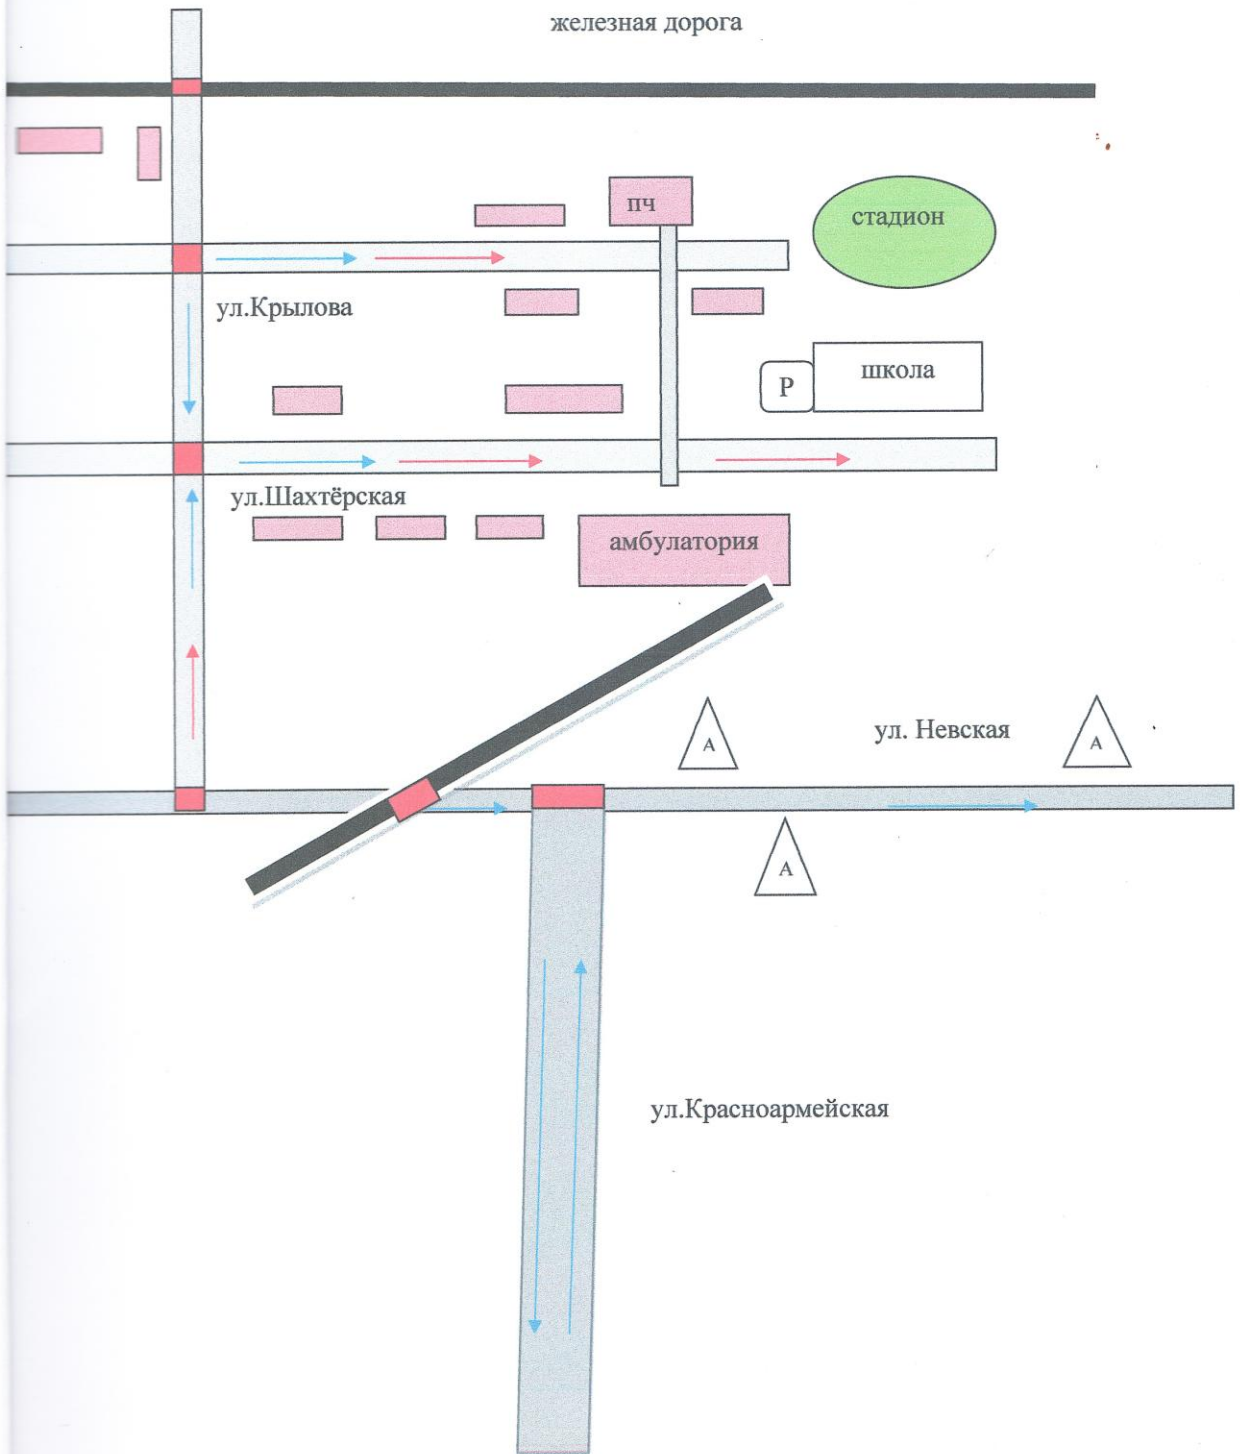 железная дорога
пч
стадион
ул.Крылова
школа
Р
ул.Шахтёрская
амбулатория
ул. Невская
А
А
А
ул.Красноармейская